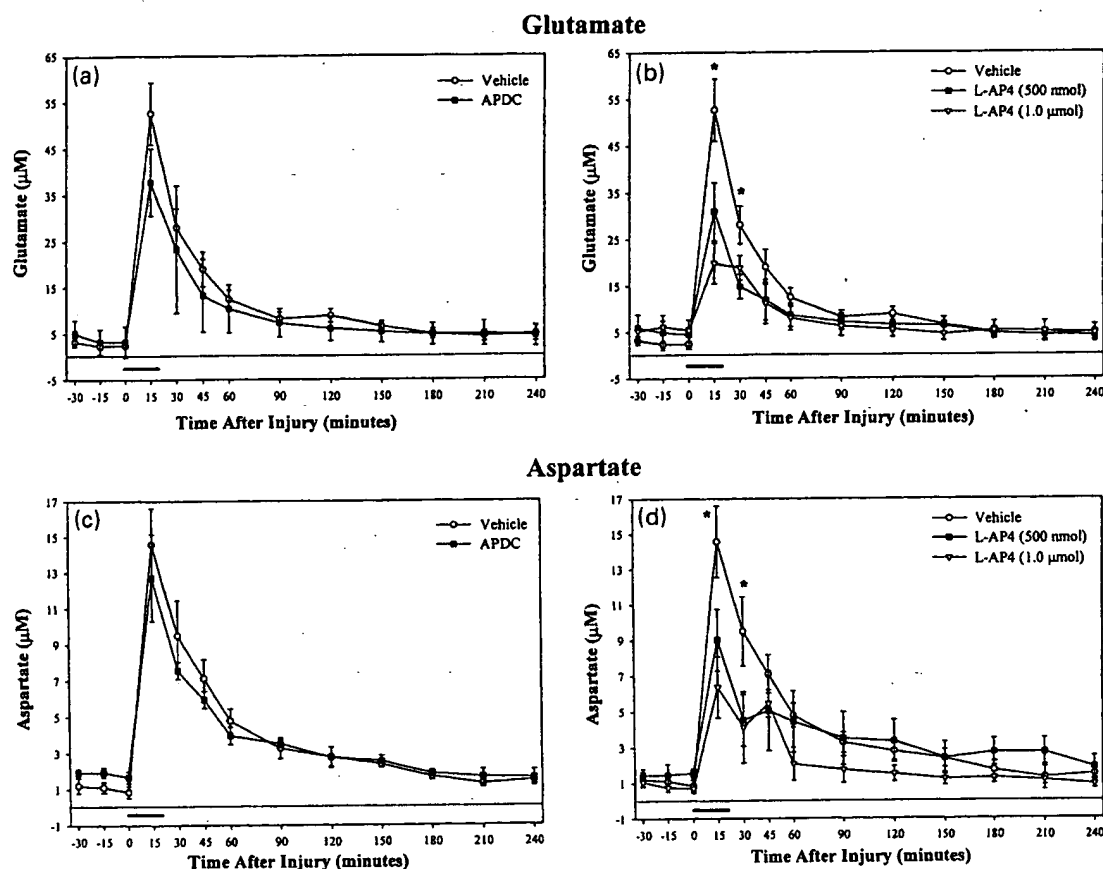 Glutamate
(a)
Vehicle
APDC
65
55
45
35
25
15
5
-5
Glutamate (μM)
-30 -15 0 15 30 45 60 90 120 150 180 210 240
Time After Injury (minutes)
(b)
*
*
Vehicle
L-AP4 (500 nmol)
L-AP4 (1.0 μmol)
65
55
45
35
25
15
5
-5
Glutamate (μM)
-30 -15 0 15 30 45 60 90 120 150 180 210 240
Time After Injury (minutes)
Aspartate
(c)
Vehicle
APDC
17
15
13
11
9
7
5
3
1
-1
Aspartate (μM)
-30 -15 0 15 30 45 60 90 120 150 180 210 240
Time After Injury (minutes)
(d)
*
*
Vehicle
L-AP4 (500 nmol)
L-AP4 (1.0 μmol)
17
15
13
11
9
7
5
3
1
-1
Aspartate (μM)
-30 -15 0 15 30 45 60 90 120 150 180 210 240
Time After Injury (minutes)